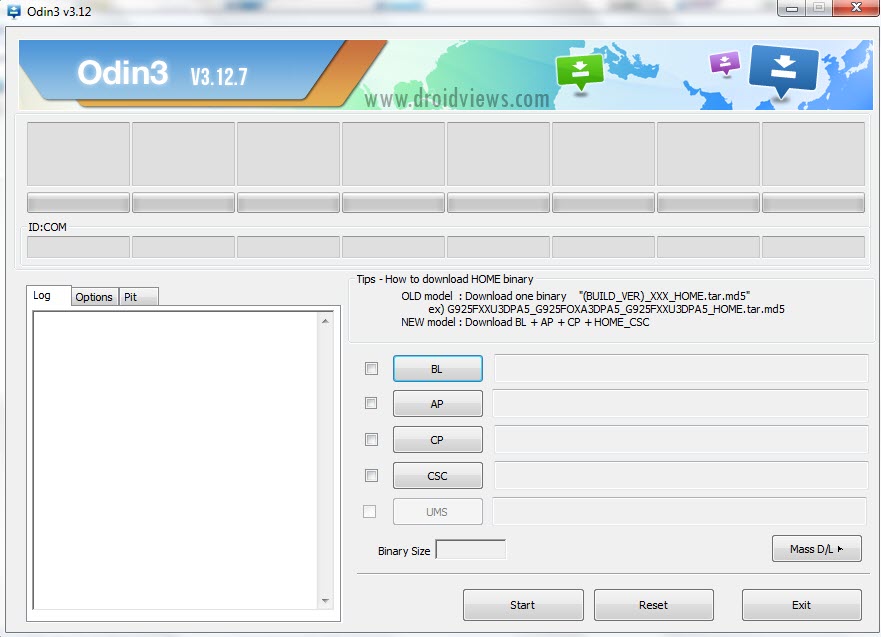 Odin3 v3.12
Odin3 V3.12.7
www.droidviews.com
ID:COM
Log Options Pit
Tips - How to download HOME binary
OLD model : Download one binary "(BUILD_VER)_XXX_HOME.tar.md5"
ex) G925FXXU3DPA5_G925FOXA3DPA5_G925FXXU3DPA5_HOME.tar.md5
NEW model : Download BL + AP + CP + HOME_CSC
BL
AP
CP
CSC
UMS
Binary Size
Mass D/L
Start Reset Exit